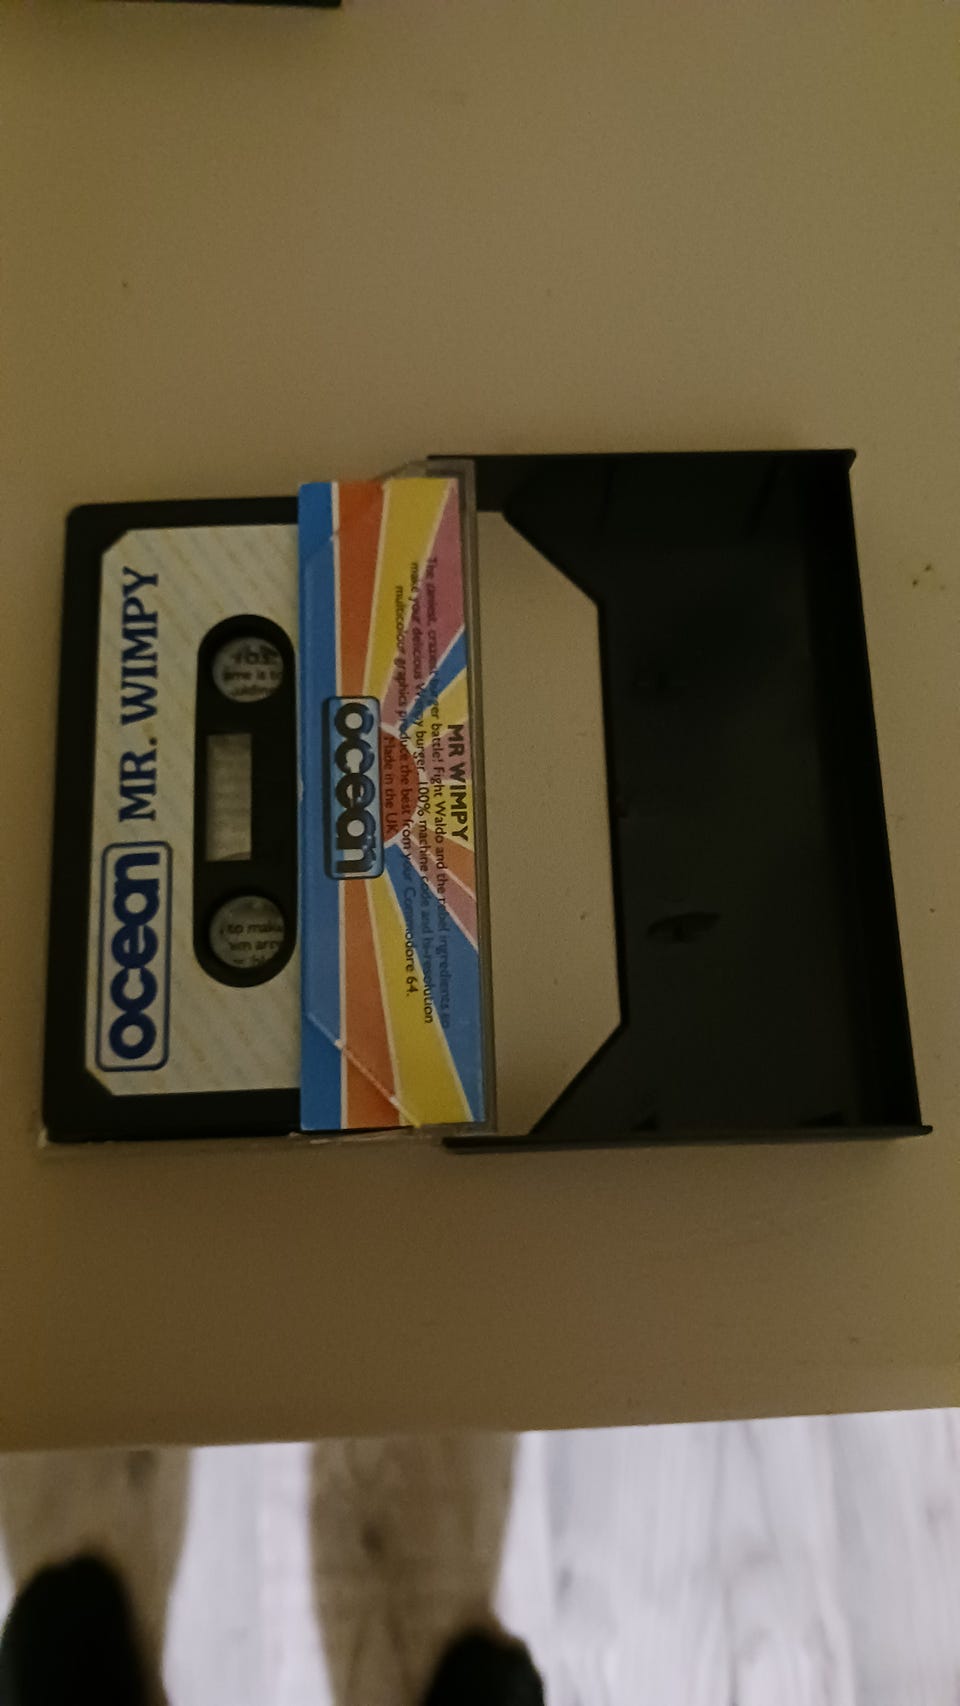 ocean MR. WIMPY
MR WIMPY
The zaniest, craziest burger battle! Fight Waldo and the rebel ingredients to
make your delicious Wimpy burger. 100% machine code and hi-resolution
multicolour graphics produce the best from your Commodore 64.
Made in the UK
ocean
to make